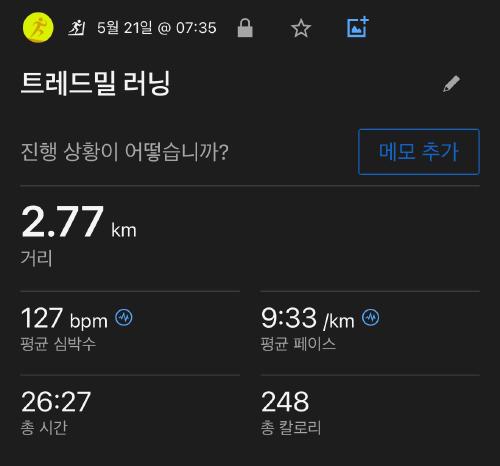 5월 21일 @ 07:35
트레드밀 러닝
진행 상황이 어떻습니까?
메모 추가
2.77 km
거리
127 bpm
평균 심박수
9:33 /km
평균 페이스
26:27
총 시간
248
총 칼로리